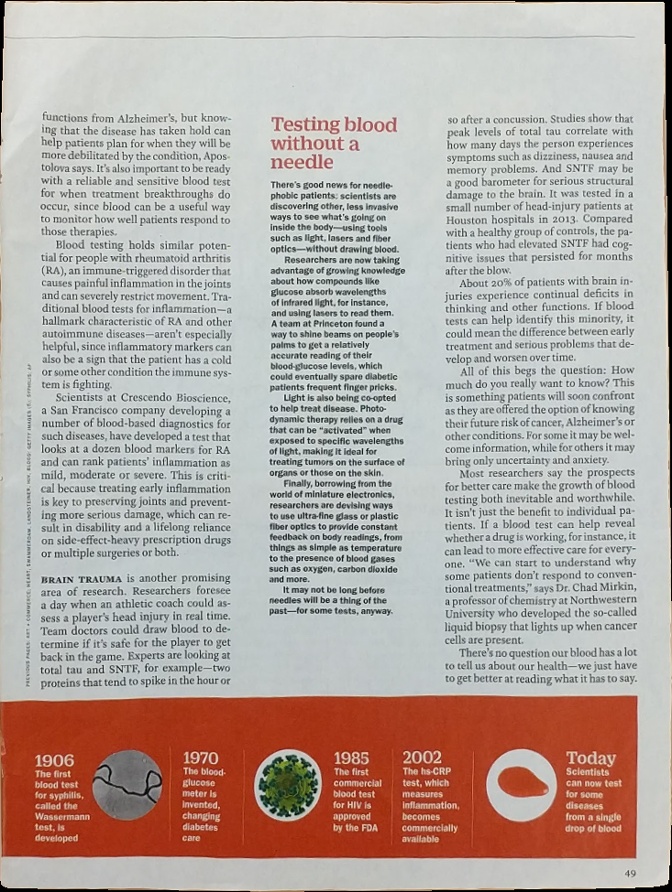 functions from Alzheimer's, but know-
ing that the disease has taken hold can
help patients plan for when they will be
more debilitated by the condition, Apos-
tolova says. It's also important to be ready
with a reliable and sensitive blood test
for when treatment breakthroughs do
occur, since blood can be a useful way
to monitor how well patients respond to
those therapies.
Blood testing holds similar poten-
tial for people with rheumatoid arthritis
(RA), an immune-triggered disorder that
causes painful inflammation in the joints
and can severely restrict movement. Tra-
ditional blood tests for inflammation—a
hallmark characteristic of RA and other
autoimmune diseases—aren't especially
helpful, since inflammatory markers can
also be a sign that the patient has a cold
or some other condition the immune sys-
tem is fighting.
Scientists at Crescendo Bioscience,
a San Francisco company developing a
number of blood-based diagnostics for
such diseases, have developed a test that
looks at a dozen blood markers for RA
and can rank patients' inflammation as
mild, moderate or severe. This is criti-
cal because treating early inflammation
is key to preserving joints and prevent-
ing more serious damage, which can re-
sult in disability and a lifelong reliance
on side-effect-heavy prescription drugs
or multiple surgeries or both.
BRAIN TRAUMA is another promising
area of research. Researchers foresee
a day when an athletic coach could as-
sess a player's head injury in real time.
Team doctors could draw blood to de-
termine if it's safe for the player to get
back in the game. Experts are looking at
total tau and SNTF, for example—two
proteins that tend to spike in the hour or
Testing blood
without a
needle
There's good news for needle-
phobic patients: scientists are
discovering other, less invasive
ways to see what's going on
inside the body—using tools
such as light, lasers and fiber
optics—without drawing blood.
Researchers are now taking
advantage of growing knowledge
about how compounds like
glucose absorb wavelengths
of infrared light, for instance,
and using lasers to read them.
A team at Princeton found a
way to shine beams on people's
palms to get a relatively
accurate reading of their
blood-glucose levels, which
could eventually spare diabetic
patients frequent finger pricks.
Light is also being co-opted
to help treat disease. Photo-
dynamic therapy relies on a drug
that can be "activated" when
exposed to specific wavelengths
of light, making it ideal for
treating tumors on the surface of
organs or those on the skin.
Finally, borrowing from the
world of miniature electronics,
researchers are devising ways
to use ultra-fine glass or plastic
fiber optics to provide constant
feedback on body readings, from
things as simple as temperature
to the presence of blood gases
such as oxygen, carbon dioxide
and more.
It may not be long before
needles will be a thing of the
past—for some tests, anyway.
so after a concussion. Studies show that
peak levels of total tau correlate with
how many days the person experiences
symptoms such as dizziness, nausea and
memory problems. And SNTF may be
a good barometer for serious structural
damage to the brain. It was tested in a
small number of head-injury patients at
Houston hospitals in 2013. Compared
with a healthy group of controls, the pa-
tients who had elevated SNTF had cog-
nitive issues that persisted for months
after the blow.
About 20% of patients with brain in-
juries experience continual deficits in
thinking and other functions. If blood
tests can help identify this minority, it
could mean the difference between early
treatment and serious problems that de-
velop and worsen over time.
All of this begs the question: How
much do you really want to know? This
is something patients will soon confront
as they are offered the option of knowing
their future risk of cancer, Alzheimer's or
other conditions. For some it may be wel-
come information, while for others it may
bring only uncertainty and anxiety.
Most researchers say the prospects
for better care make the growth of blood
testing both inevitable and worthwhile.
It isn't just the benefit to individual pa-
tients. If a blood test can help reveal
whether a drug is working, for instance, it
can lead to more effective care for every-
one. "We can start to understand why
some patients don't respond to conven-
tional treatments," says Dr. Chad Mirkin,
a professor of chemistry at Northwestern
University who developed the so-called
liquid biopsy that lights up when cancer
cells are present.
There's no question our blood has a lot
to tell us about our health—we just have
to get better at reading what it has to say.
1906
The first
blood test
for syphilis,
called the
Wassermann
test, is
developed
1970
The blood-
glucose
meter is
invented,
changing
diabetes
care
1985
The first
commercial
blood test
for HIV is
approved
by the FDA
2002
The hs-CRP
test, which
measures
inflammation,
becomes
commercially
available
Today
Scientists
can now test
for some
diseases
from a single
drop of blood
49